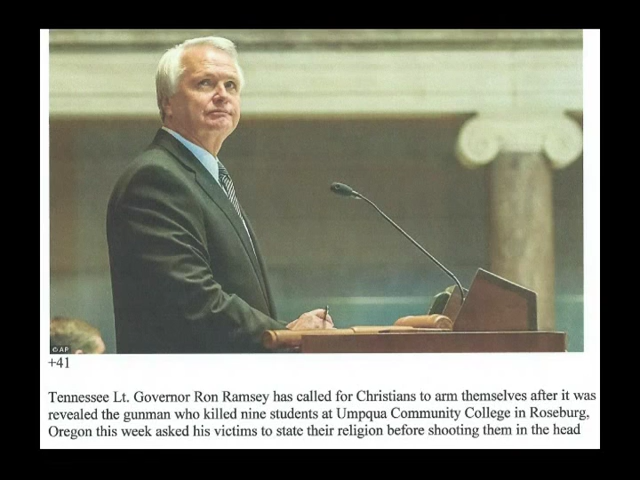 © AP
+41
Tennessee Lt. Governor Ron Ramsey has called for Christians to arm themselves after it was
revealed the gunman who killed nine students at Umpqua Community College in Roseburg,
Oregon this week asked his victims to state their religion before shooting them in the head